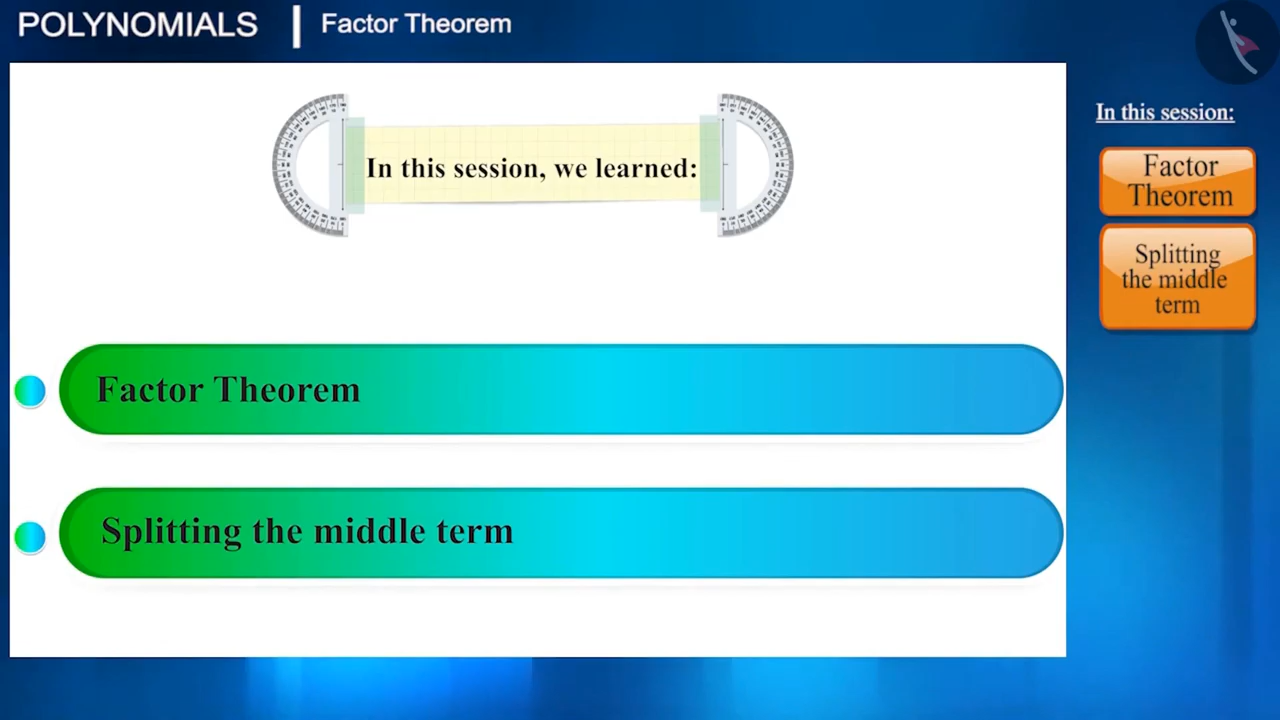 POLYNOMIALS | Factor Theorem
In this session, we learned:
Factor Theorem
Splitting the middle term
In this session:
Factor
Theorem
Splitting
the middle
term